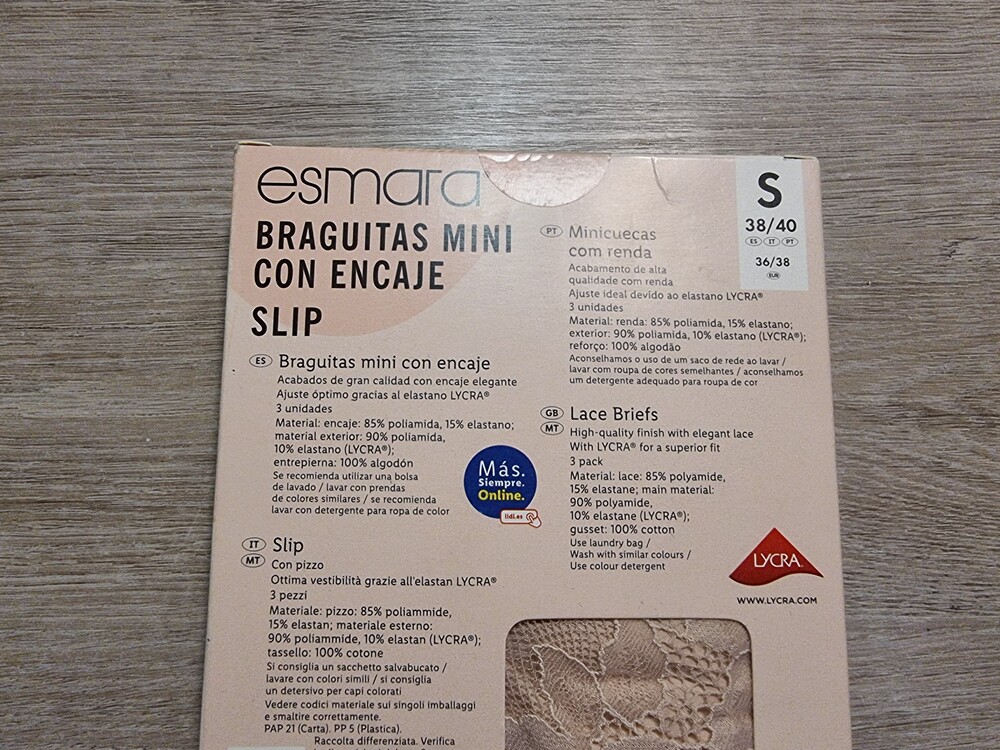 esmara
BRAGUITAS MINI
CON ENCAJE
SLIP
ES Braguitas mini con encaje
Acabados de gran calidad con encaje elegante
Ajuste óptimo gracias al elastano LYCRA®
3 unidades
Material: encaje: 85% poliamida, 15% elastano;
material exterior: 90% poliamida,
10% elastano (LYCRA®);
entrepierna: 100% algodón
Se recomienda utilizar una bolsa
de lavado / lavar con prendas
de colores similares / se recomienda
lavar con detergente para ropa de color
Más.
Siempre.
Online.
lidl.es
IT Slip
MT Con pizzo
Ottima vestibilità grazie all'elastan LYCRA®
3 pezzi
Materiale: pizzo: 85% poliammide,
15% elastan; materiale esterno:
90% poliammide, 10% elastan (LYCRA®);
tassello: 100% cotone
Si consiglia un sacchetto salvabucato /
lavare con colori simili / si consiglia
un detersivo per capi colorati
Vedere codici materiale sui singoli imballaggi
e smaltire correttamente.
PAP 21 (Carta). PP 5 (Plastica).
Raccolta differenziata. Verifica
PT Minicuecas
com renda
Acabamento de alta
qualidade com renda
Ajuste ideal devido ao elastano LYCRA®
3 unidades
Material: renda: 85% poliamida, 15% elastano;
exterior: 90% poliamida, 10% elastano (LYCRA®);
reforço: 100% algodão
Aconselhamos o uso de um saco de rede ao lavar /
lavar com roupa de cores semelhantes / aconselhamos
um detergente adequado para roupa de cor
GB Lace Briefs
MT High-quality finish with elegant lace
With LYCRA® for a superior fit
3 pack
Material: lace: 85% polyamide,
15% elastane; main material:
90% polyamide,
10% elastane (LYCRA®);
gusset: 100% cotton
Use laundry bag /
Wash with similar colours /
Use colour detergent
S
38/40
ES IT PT
36/38
EUR
LYCRA
WWW.LYCRA.COM